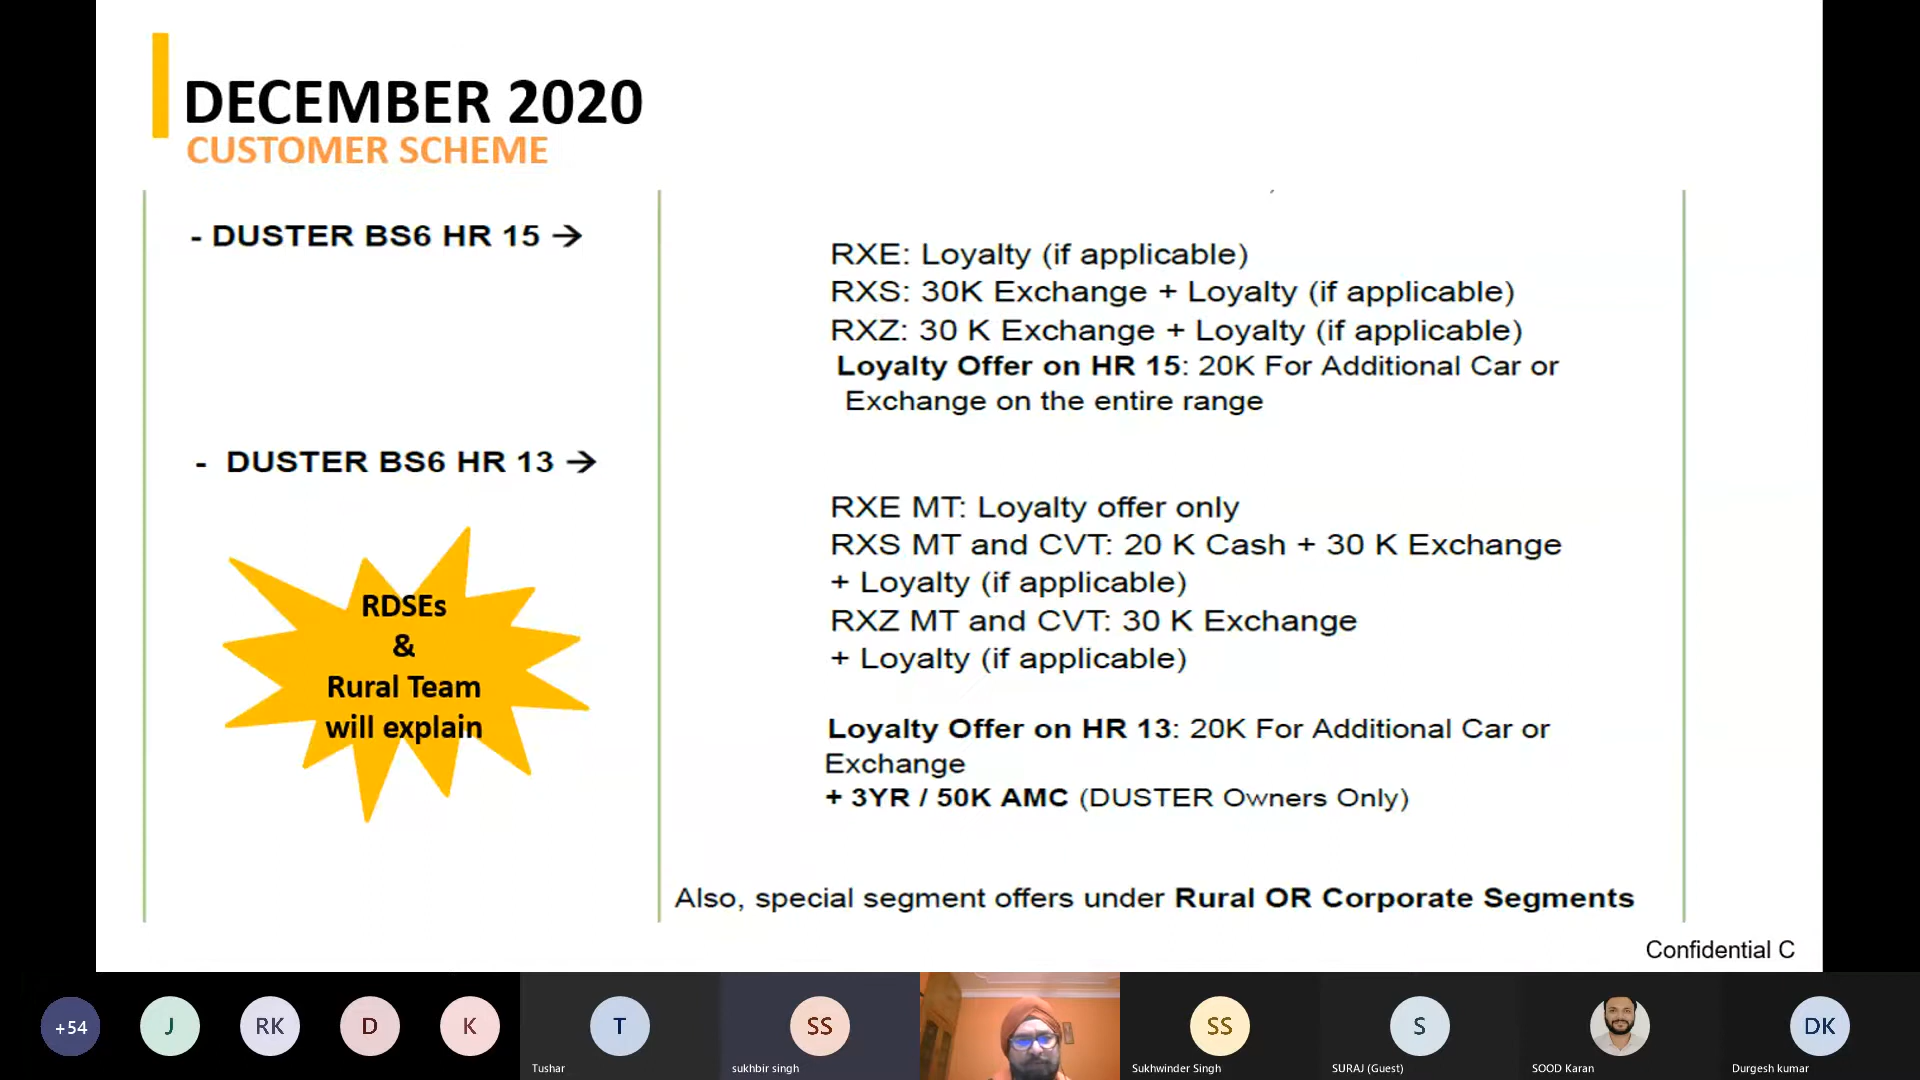 DECEMBER 2020
CUSTOMER SCHEME
- DUSTER BS6 HR 15 →
RXE: Loyalty (if applicable)
RXS: 30K Exchange + Loyalty (if applicable)
RXZ: 30 K Exchange + Loyalty (if applicable)
Loyalty Offer on HR 15: 20K For Additional Car or
Exchange on the entire range
- DUSTER BS6 HR 13 →
RXE MT: Loyalty offer only
RXS MT and CVT: 20 K Cash + 30 K Exchange
+ Loyalty (if applicable)
RXZ MT and CVT: 30 K Exchange
+ Loyalty (if applicable)
Loyalty Offer on HR 13: 20K For Additional Car or
Exchange
+ 3YR / 50K AMC (DUSTER Owners Only)
RDSEs
&
Rural Team
will explain
Also, special segment offers under Rural OR Corporate Segments
Confidential C
+54
J
RK
D
K
T
SS
SS
S
DK
Tushar
sukhbir singh
Sukhwinder Singh
SURAJ (Guest)
SOOD Karan
Durgesh kumar